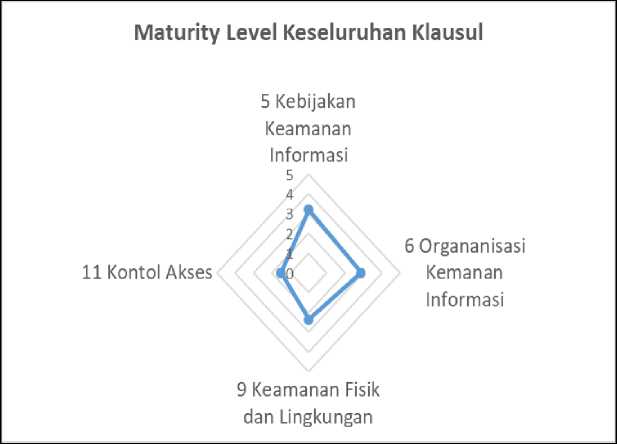 Maturity Level Keseluruhan Klausul
5 Kebijakan
Keamanan
Informasi
5
4
3
2
1
0
6 Organanisasi
Kemanan
Informasi
11 Kontol Akses
9 Keamanan Fisik
dan Lingkungan